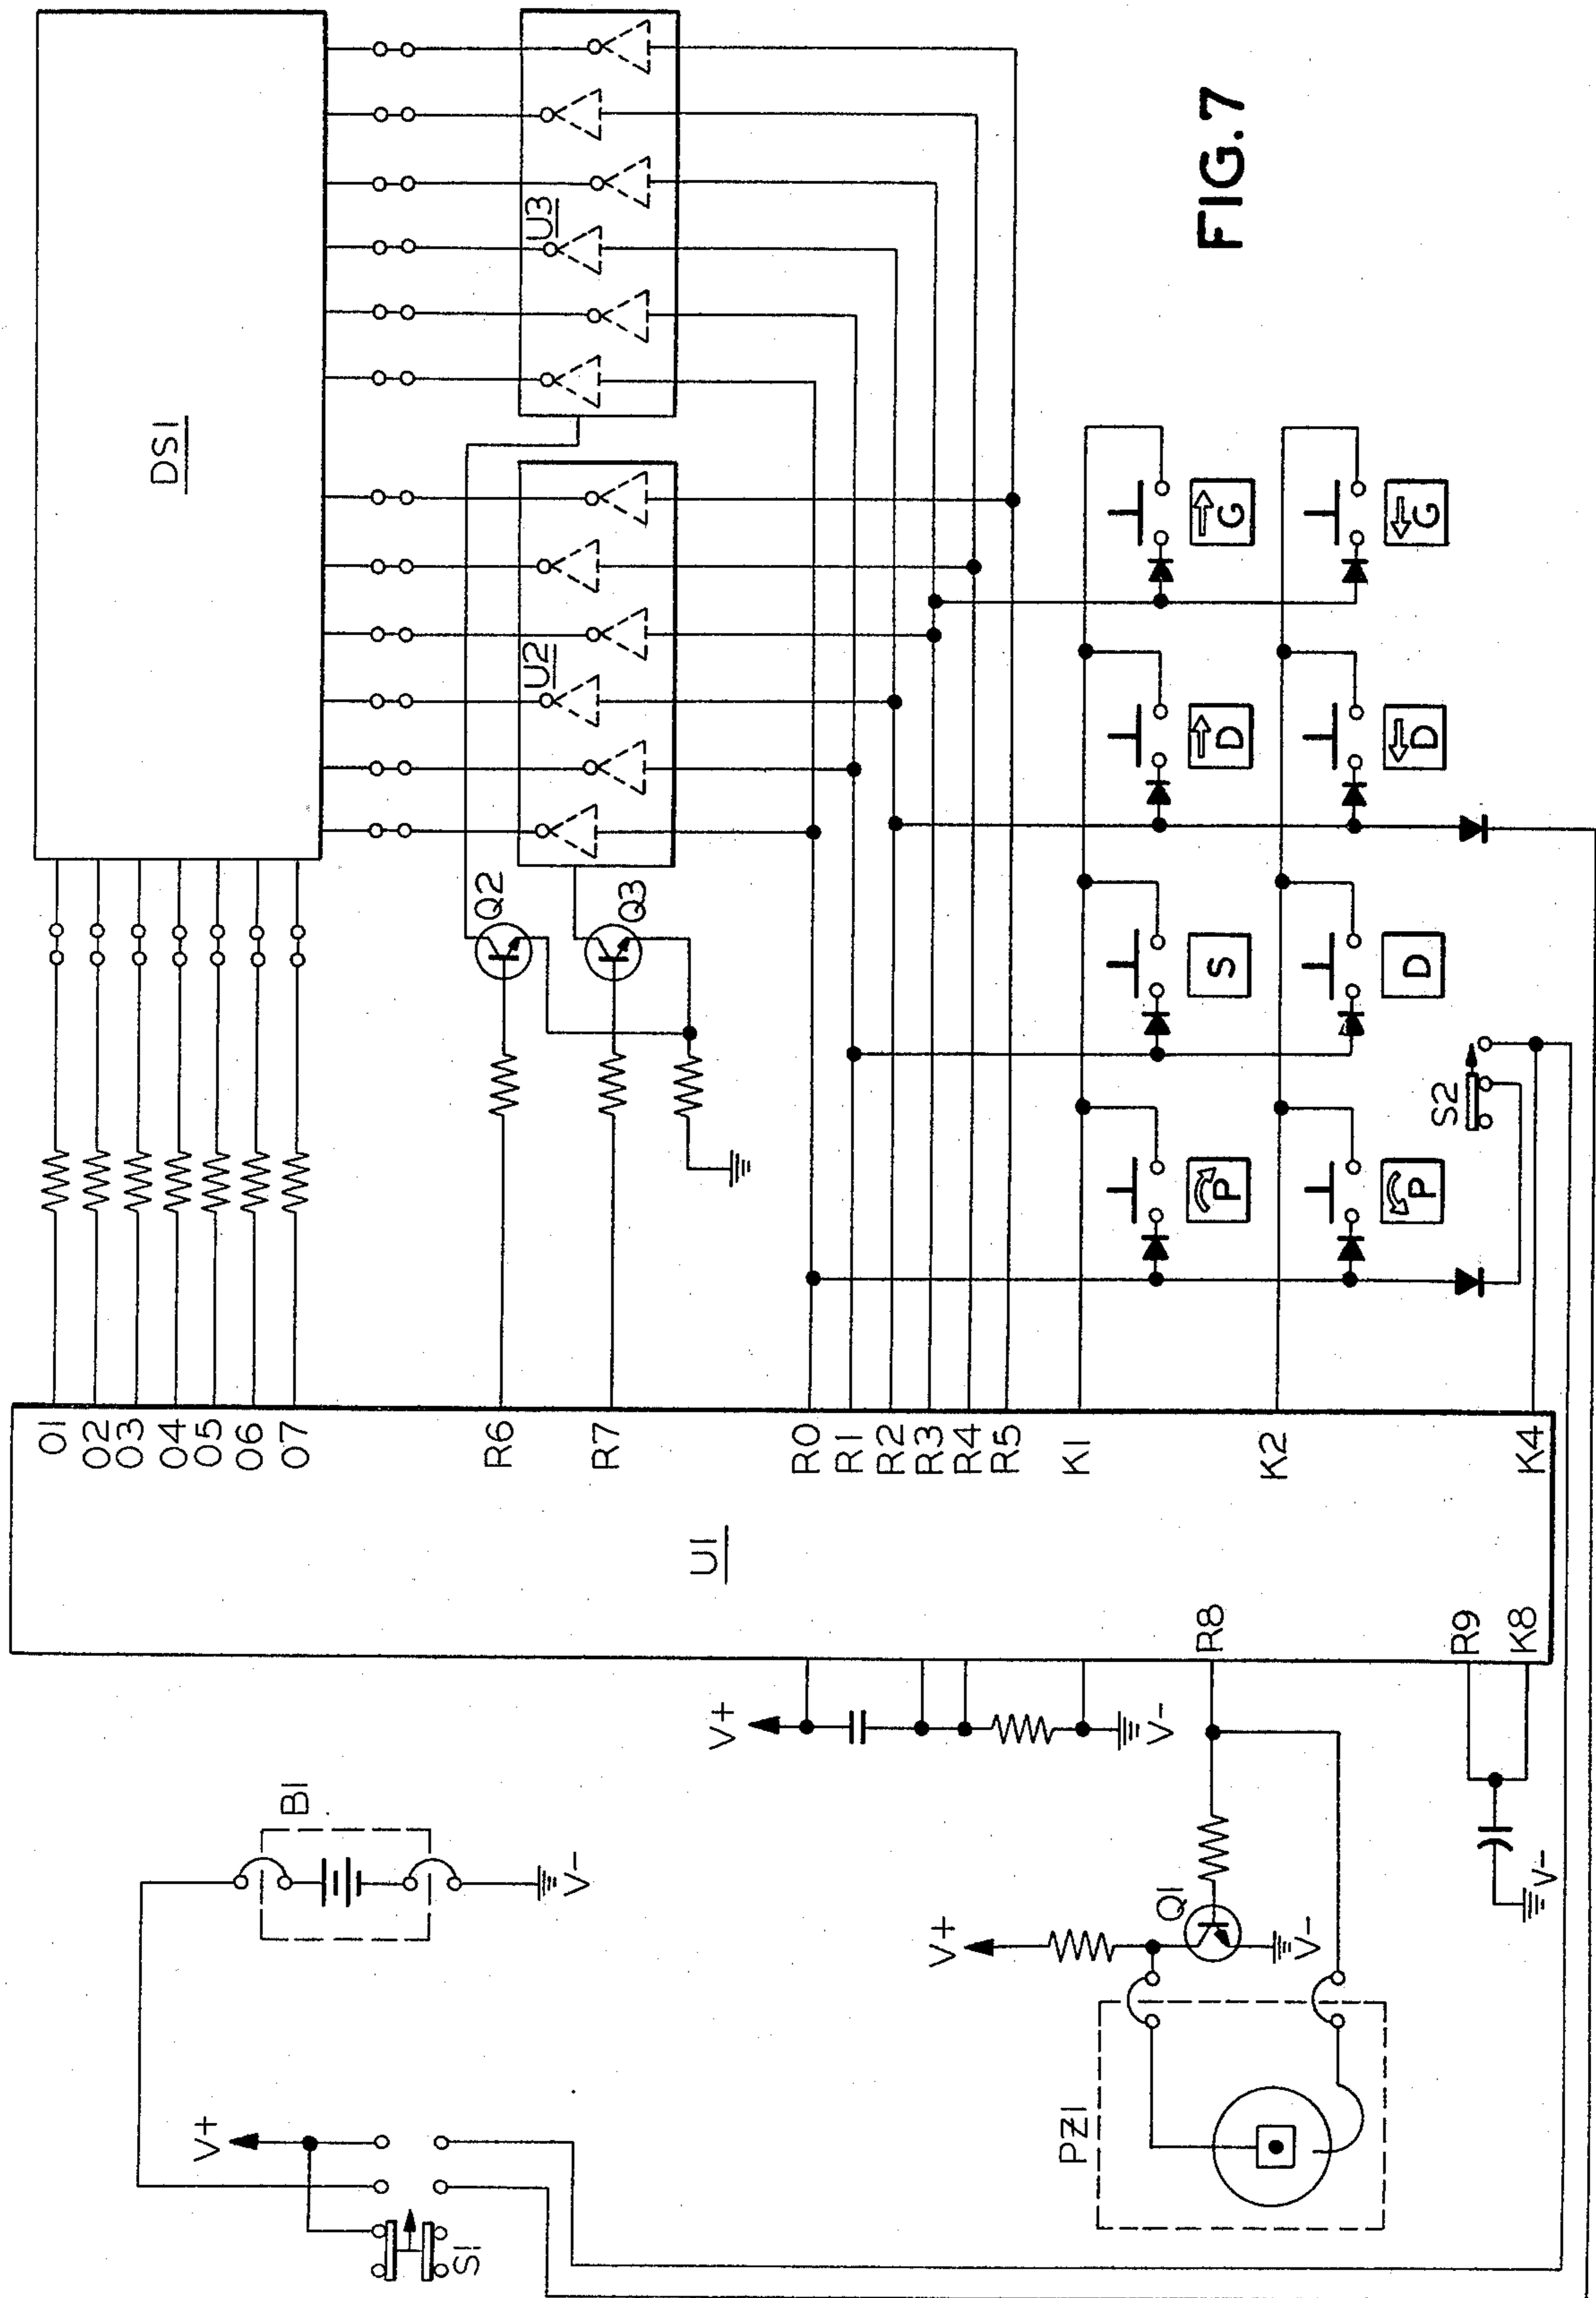 DS1
U3
U2
Q2
Q3
O1
O2
O3
O4
O5
O6
O7
R6
R7
R0
R1
R2
R3
R4
R5
K1
K2
K4
U1
R8
R9
K8
P
S
D
G
P
D
D
G
S2
V+
V-
B1
V-
V+
Q1
V-
V-
PZ1
V+
S1
D
FIG.7